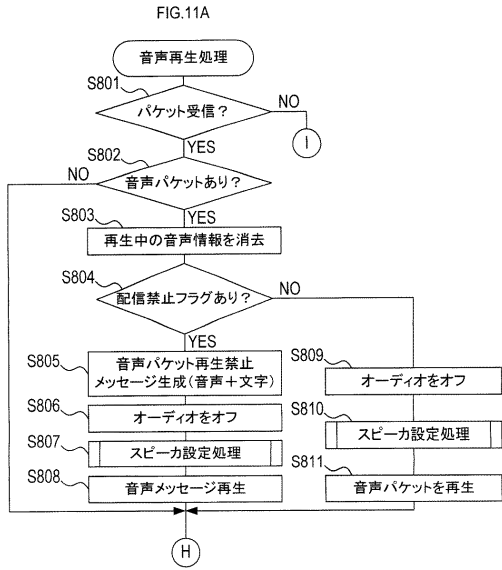 FIG.11A
音声再生処理
S801
パケット受信？
NO
I
YES
S802
音声パケットあり？
NO
YES
S803
再生中の音声情報を消去
S804
配信禁止フラグあり？
NO
YES
S805
音声パケット再生禁止
メッセージ生成(音声＋文字)
S806
オーディオをオフ
S807
スピーカ設定処理
S808
音声メッセージ再生
S809
オーディオをオフ
S810
スピーカ設定処理
S811
音声パケットを再生
H